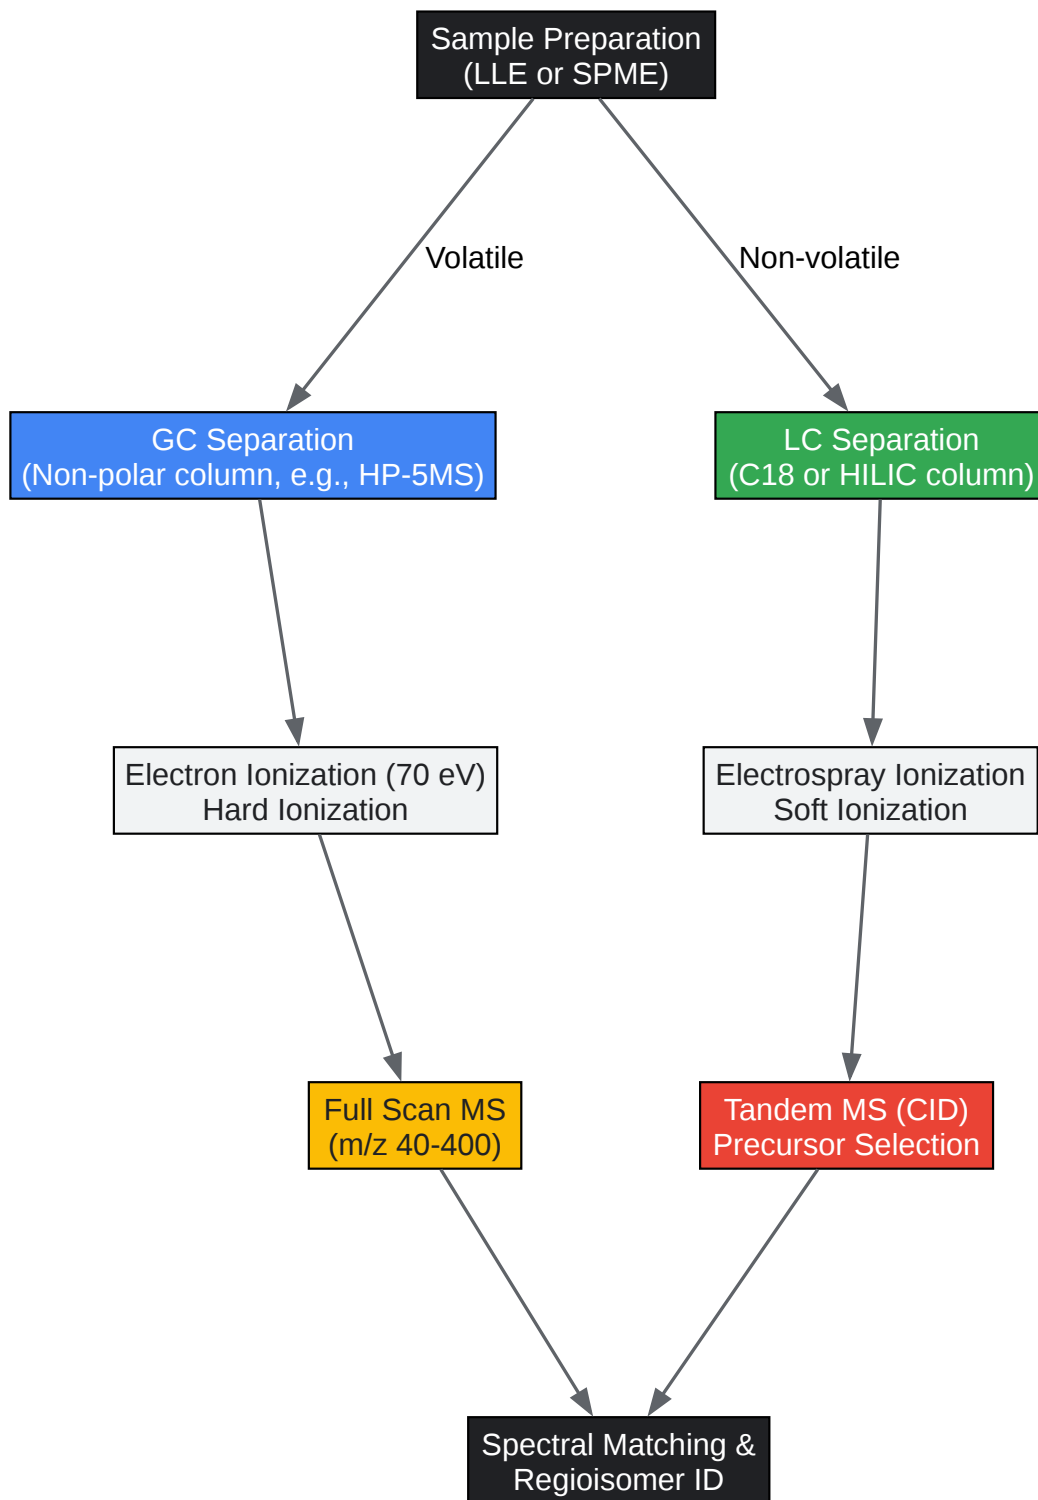 Sample Preparation
(LLE or SPME)
Volatile
Non-volatile
GC Separation
(Non-polar column, e.g., HP-5MS)
LC Separation
(C18 or HILIC column)
Electron Ionization (70 eV)
Hard Ionization
Electrospray Ionization
Soft Ionization
Full Scan MS
(m/z 40-400)
Tandem MS (CID)
Precursor Selection
Spectral Matching &
Regioisomer ID